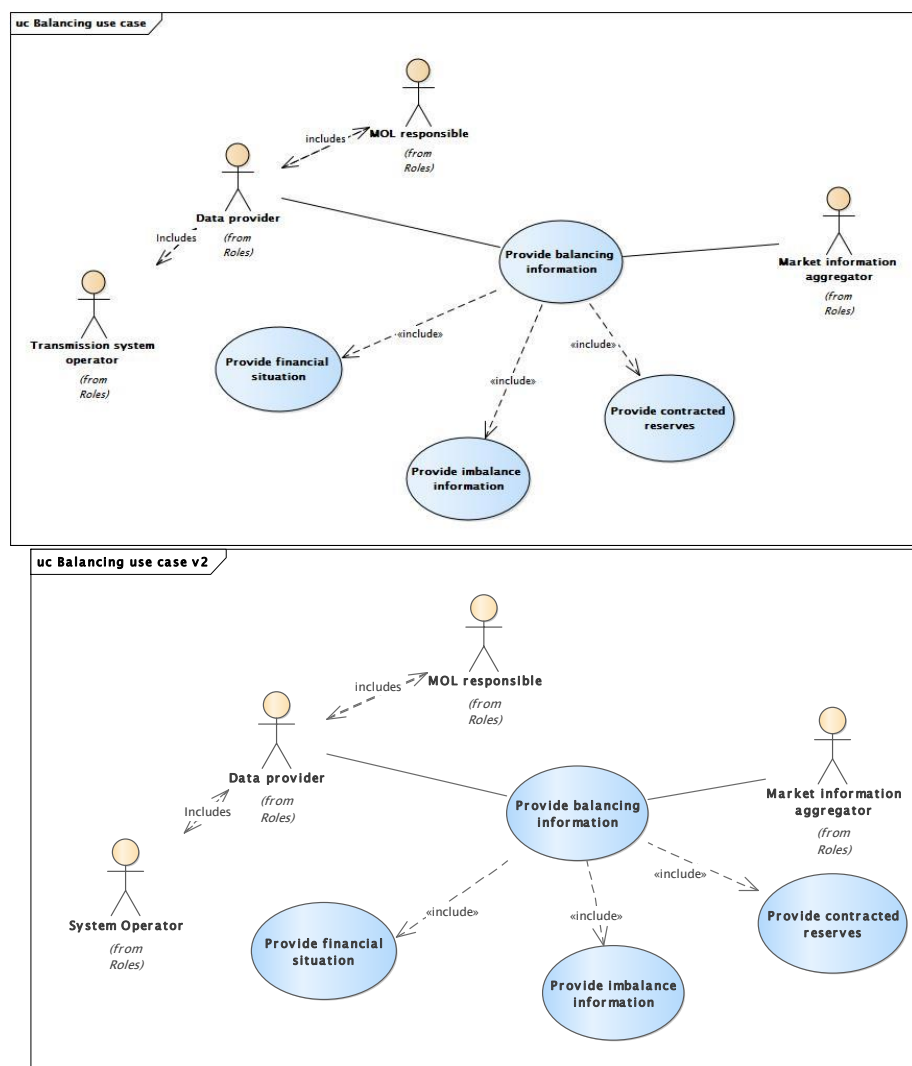 uc Balancing use case
MOL responsible
(from
Roles)
includes
Data provider
(from
Roles)
Includes
Transmission system
operator
(from
Roles)
Provide balancing
information
Market information
aggregator
(from
Roles)
«include»
«include»
«include»
Provide financial
situation
Provide contracted
reserves
Provide imbalance
information
uc Balancing use case v2
MOL responsible
(from
Roles)
includes
Data provider
(from
Roles)
Includes
System Operator
(from
Roles)
Provide balancing
information
Market information
aggregator
(from
Roles)
«include»
«include»
«include»
Provide financial
situation
Provide contracted
reserves
Provide imbalance
information